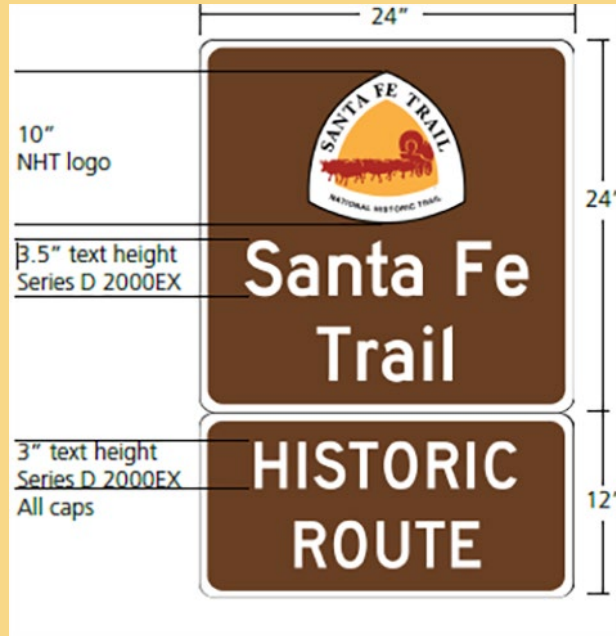 24”
10”
NHT logo
SANTA FE TRAIL
NATIONAL HISTORIC TRAIL
24”
3.5” text height
Series D 2000EX
Santa Fe
Trail
3” text height
Series D 2000EX
All caps
HISTORIC
ROUTE
12”